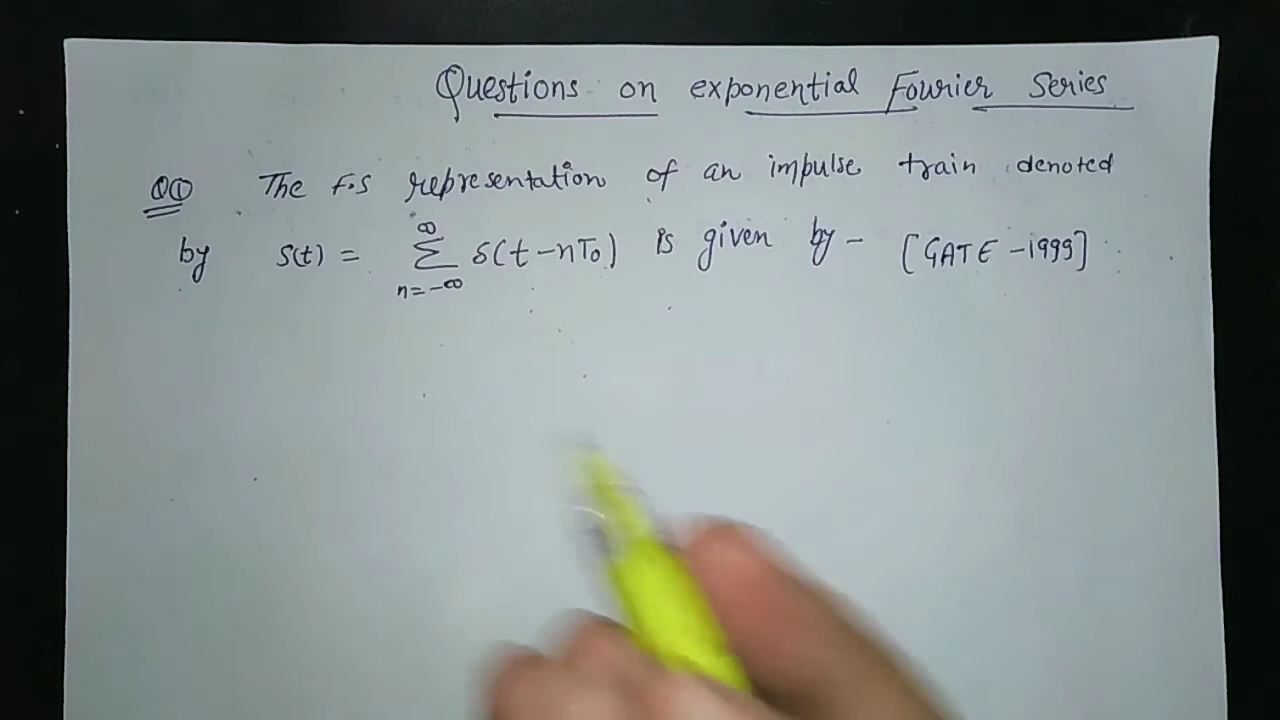 Questions on exponential Fourier Series
Q① The F.S representation of an impulse train denoted
by S(t) = ∞∑n=-∞ δ(t-nT₀) is given by - [GATE -1999]